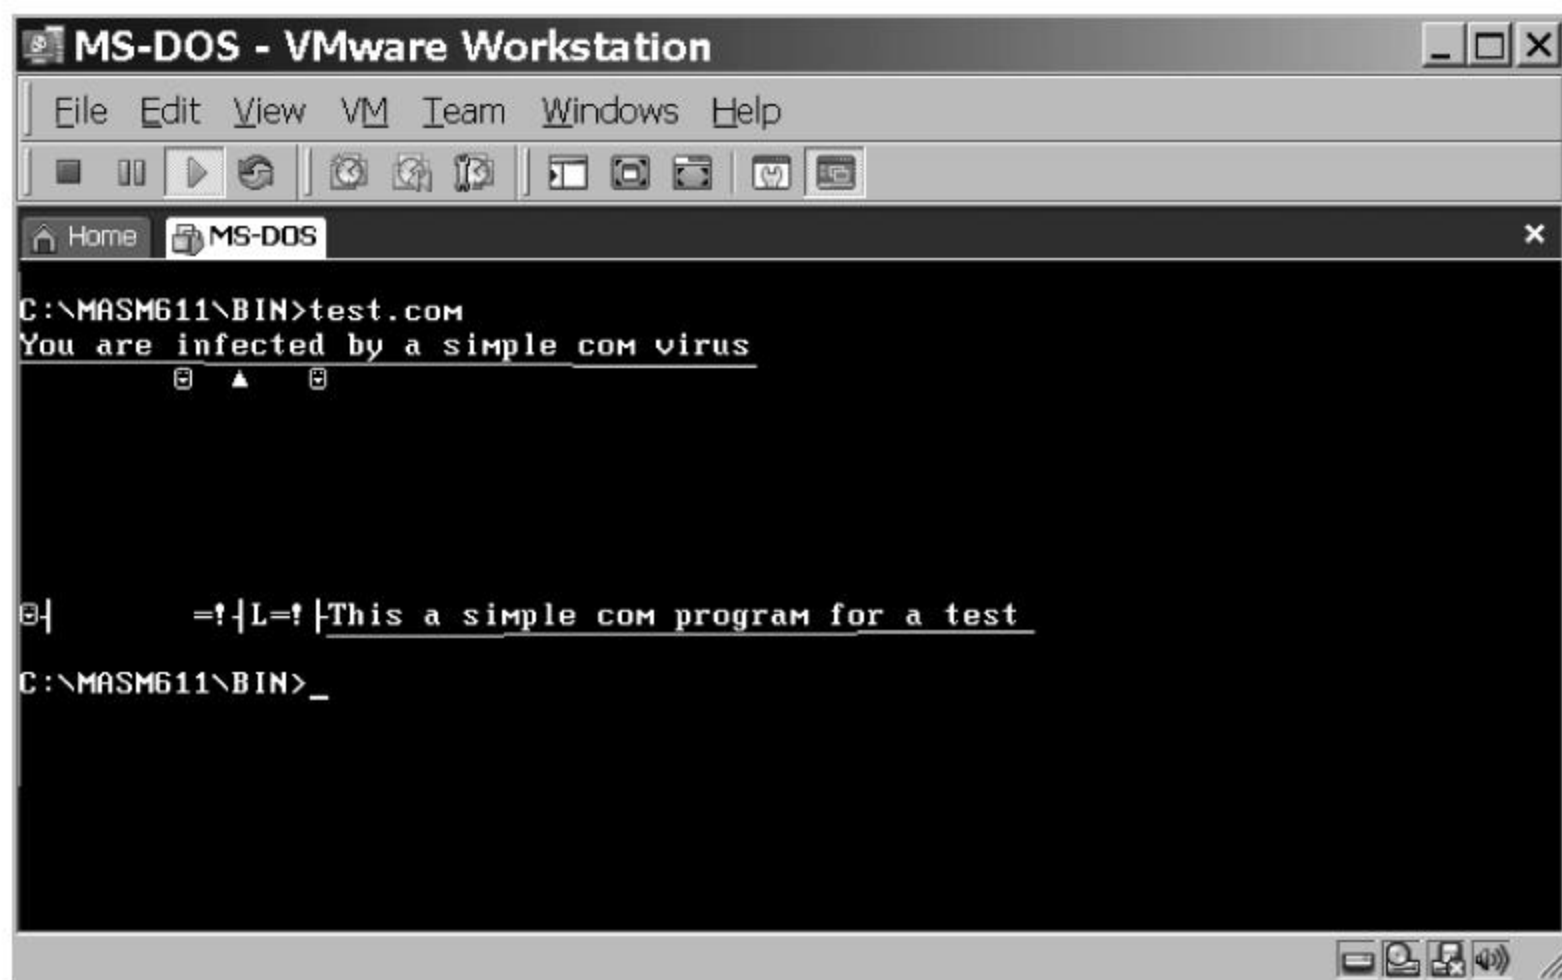 MS-DOS - VMware Workstation
File Edit View VM Team Windows Help
Home MS-DOS
C:\MASM611\BIN>test.com
You are infected by a simple com virus
☻ ▲ ☻
☻┤ =!┤L=!├This a simple com program for a test
C:\MASM611\BIN>_